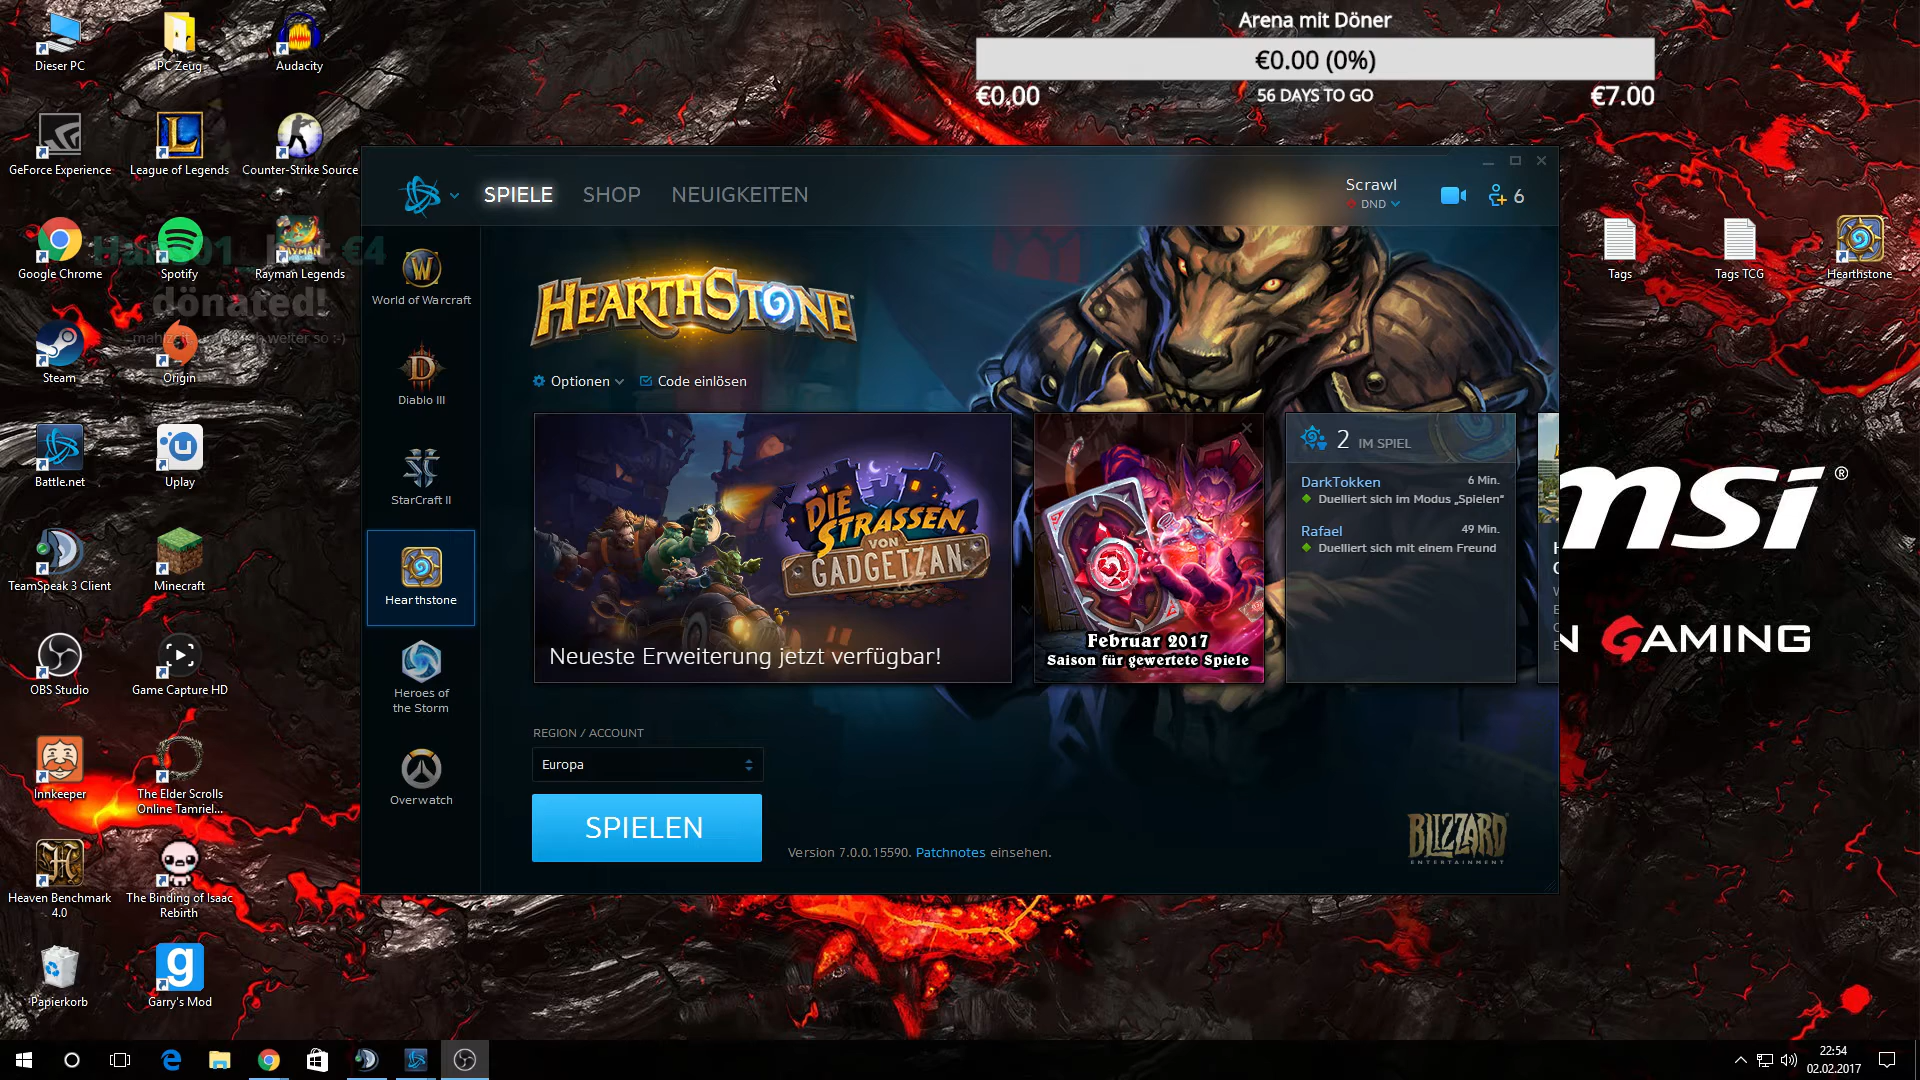 Arena mit Döner
€0.00 (0%)
€0.00
56 DAYS TO GO
€7.00
Dieser PC
PC Zeug
Audacity
GeForce Experience
League of Legends
Counter-Strike Source
Google Chrome
Spotify
Rayman Legends
hat €4
dönated!
weiter so :-)
Steam
Origin
Battle.net
Uplay
TeamSpeak 3 Client
Minecraft
OBS Studio
Game Capture HD
Innkeeper
The Elder Scrolls
Online Tamriel...
Heaven Benchmark
4.0
The Binding of Isaac
Rebirth
Papierkorb
Garry's Mod
SPIELE
SHOP
NEUIGKEITEN
Scrawl
DND
6
World of Warcraft
Diablo III
StarCraft II
Hearthstone
Heroes of
the Storm
Overwatch
HEARTHSTONE
Optionen
Code einlösen
DIE
STRASSEN
VON
GADGETZAN
Neueste Erweiterung jetzt verfügbar!
Februar 2017
Saison für gewertete Spiele
2 IM SPIEL
DarkTokken
6 Min.
Duelliert sich im Modus „Spielen“
Rafael
49 Min.
Duelliert sich mit einem Freund
REGION / ACCOUNT
Europa
SPIELEN
Version 7.0.0.15590. Patchnotes einsehen.
BLIZZARD
ENTERTAINMENT
Tags
Tags TCG
Hearthstone
msi ®
N GAMING
22:54
02.02.2017